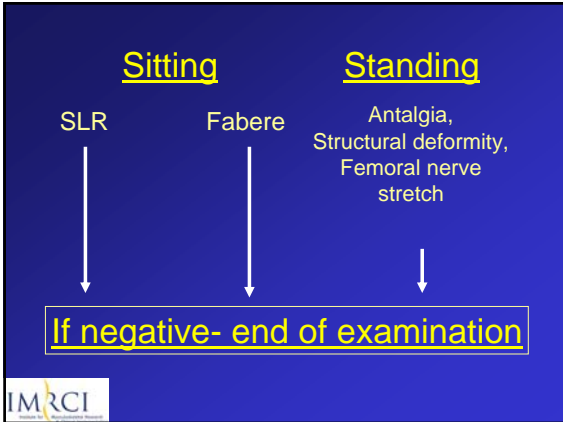 Sitting
Standing
SLR
Fabere
Antalgia,
Structural deformity,
Femoral nerve
stretch
If negative- end of examination
IMRCI